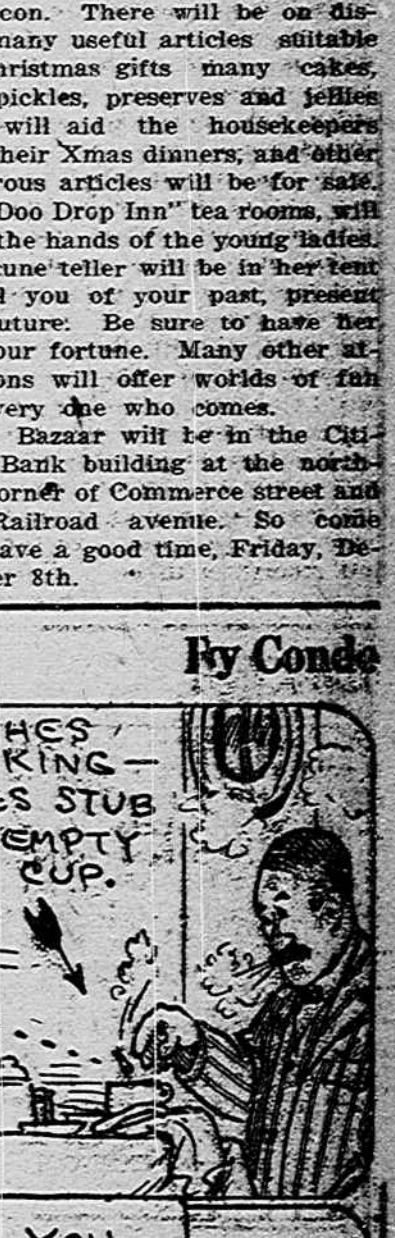 con. There will be on dis-
many useful articles suitable
hristmas gifts many cakes,
pickles, preserves and jellies
will aid the housekeepers
heir Xmas dinners, and other
rous articles will be for sale.
Doo Drop Inn" tea rooms, will
the hands of the young ladies.
tune teller will be in her tent
l you of your past, present
uture. Be sure to have her
our fortune. Many other at-
ons will offer worlds of fun
very one who comes.
Bazaar will be in the Citi-
Bank building at the north-
orner of Commerce street and
Railroad avenue. So come
ave a good time, Friday, De-
er 8th.
By Conde
HES
KING—
ES STUB
EMPTY
CUP.
YOU